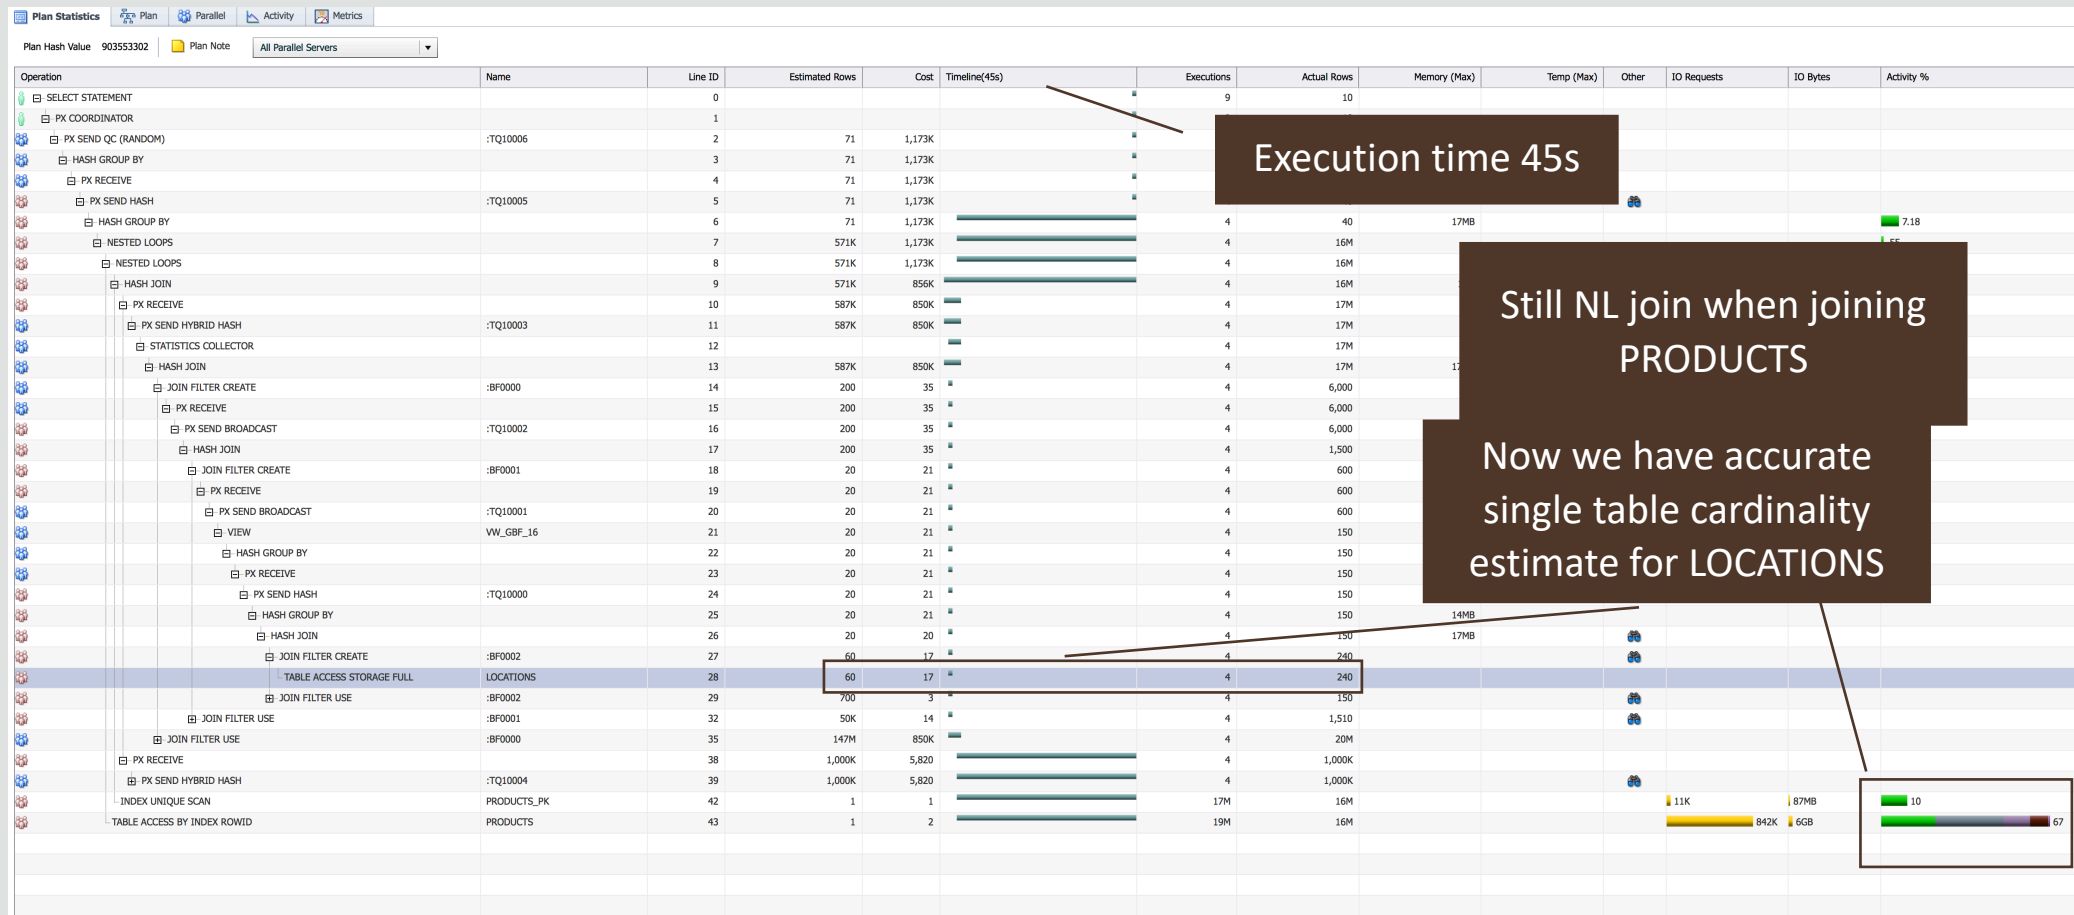 Plan Statistics Plan Parallel Activity Metrics
Plan Hash Value 903553302 Plan Note All Parallel Servers
Operation Name Line ID Estimated Rows Cost Timeline(45s) Executions Actual Rows Memory (Max) Temp (Max) Other IO Requests IO Bytes Activity %
SELECT STATEMENT 0 9 10
PX COORDINATOR 1
PX SEND QC (RANDOM) :TQ10006 2 71 1,173K
HASH GROUP BY 3 71 1,173K
PX RECEIVE 4 71 1,173K
PX SEND HASH :TQ10005 5 71 1,173K
HASH GROUP BY 6 71 1,173K 4 40 17MB 7.18
NESTED LOOPS 7 571K 1,173K 4 16M
NESTED LOOPS 8 571K 1,173K 4 16M
HASH JOIN 9 571K 856K 4 16M
PX RECEIVE 10 587K 850K 4 17M
PX SEND HYBRID HASH :TQ10003 11 587K 850K 4 17M
STATISTICS COLLECTOR 12 4 17M
HASH JOIN 13 587K 850K 4 17M
JOIN FILTER CREATE :BF0000 14 200 35 4 6,000
PX RECEIVE 15 200 35 4 6,000
PX SEND BROADCAST :TQ10002 16 200 35 4 6,000
HASH JOIN 17 200 35 4 1,500
JOIN FILTER CREATE :BF0001 18 20 21 4 600
PX RECEIVE 19 20 21 4 600
PX SEND BROADCAST :TQ10001 20 20 21 4 600
VIEW VW_GBF_16 21 20 21 4 150
HASH GROUP BY 22 20 21 4 150
PX RECEIVE 23 20 21 4 150
PX SEND HASH :TQ10000 24 20 21 4 150
HASH GROUP BY 25 20 21 4 150 14MB
HASH JOIN 26 20 20 4 150 17MB
JOIN FILTER CREATE :BF0002 27 60 17 4 240
TABLE ACCESS STORAGE FULL LOCATIONS 28 60 17 4 240
JOIN FILTER USE :BF0002 29 700 3 4 150
JOIN FILTER USE :BF0001 32 50K 14 4 1,510
JOIN FILTER USE :BF0000 35 147M 850K 4 20M
PX RECEIVE 38 1,000K 5,820 4 1,000K
PX SEND HYBRID HASH :TQ10004 39 1,000K 5,820 4 1,000K
INDEX UNIQUE SCAN PRODUCTS_PK 42 1 1 17M 16M 11K 87MB 10
TABLE ACCESS BY INDEX ROWID PRODUCTS 43 1 2 19M 16M 842K 6GB 67
Execution time 45s
Still NL join when joining
PRODUCTS
Now we have accurate
single table cardinality
estimate for LOCATIONS